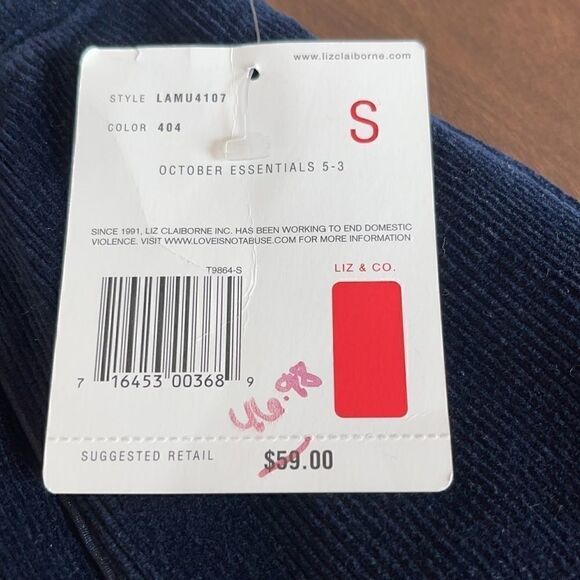 www.lizclaiborne.com
STYLE LAMU4107
S
COLOR 404
OCTOBER ESSENTIALS 5-3
SINCE 1991, LIZ CLAIBORNE INC. HAS BEEN WORKING TO END DOMESTIC
VIOLENCE. VISIT WWW.LOVEISNOTABUSE.COM FOR MORE INFORMATION
T9864-S
LIZ & CO.
7 16453 00368 9
46.98
SUGGESTED RETAIL $59.00